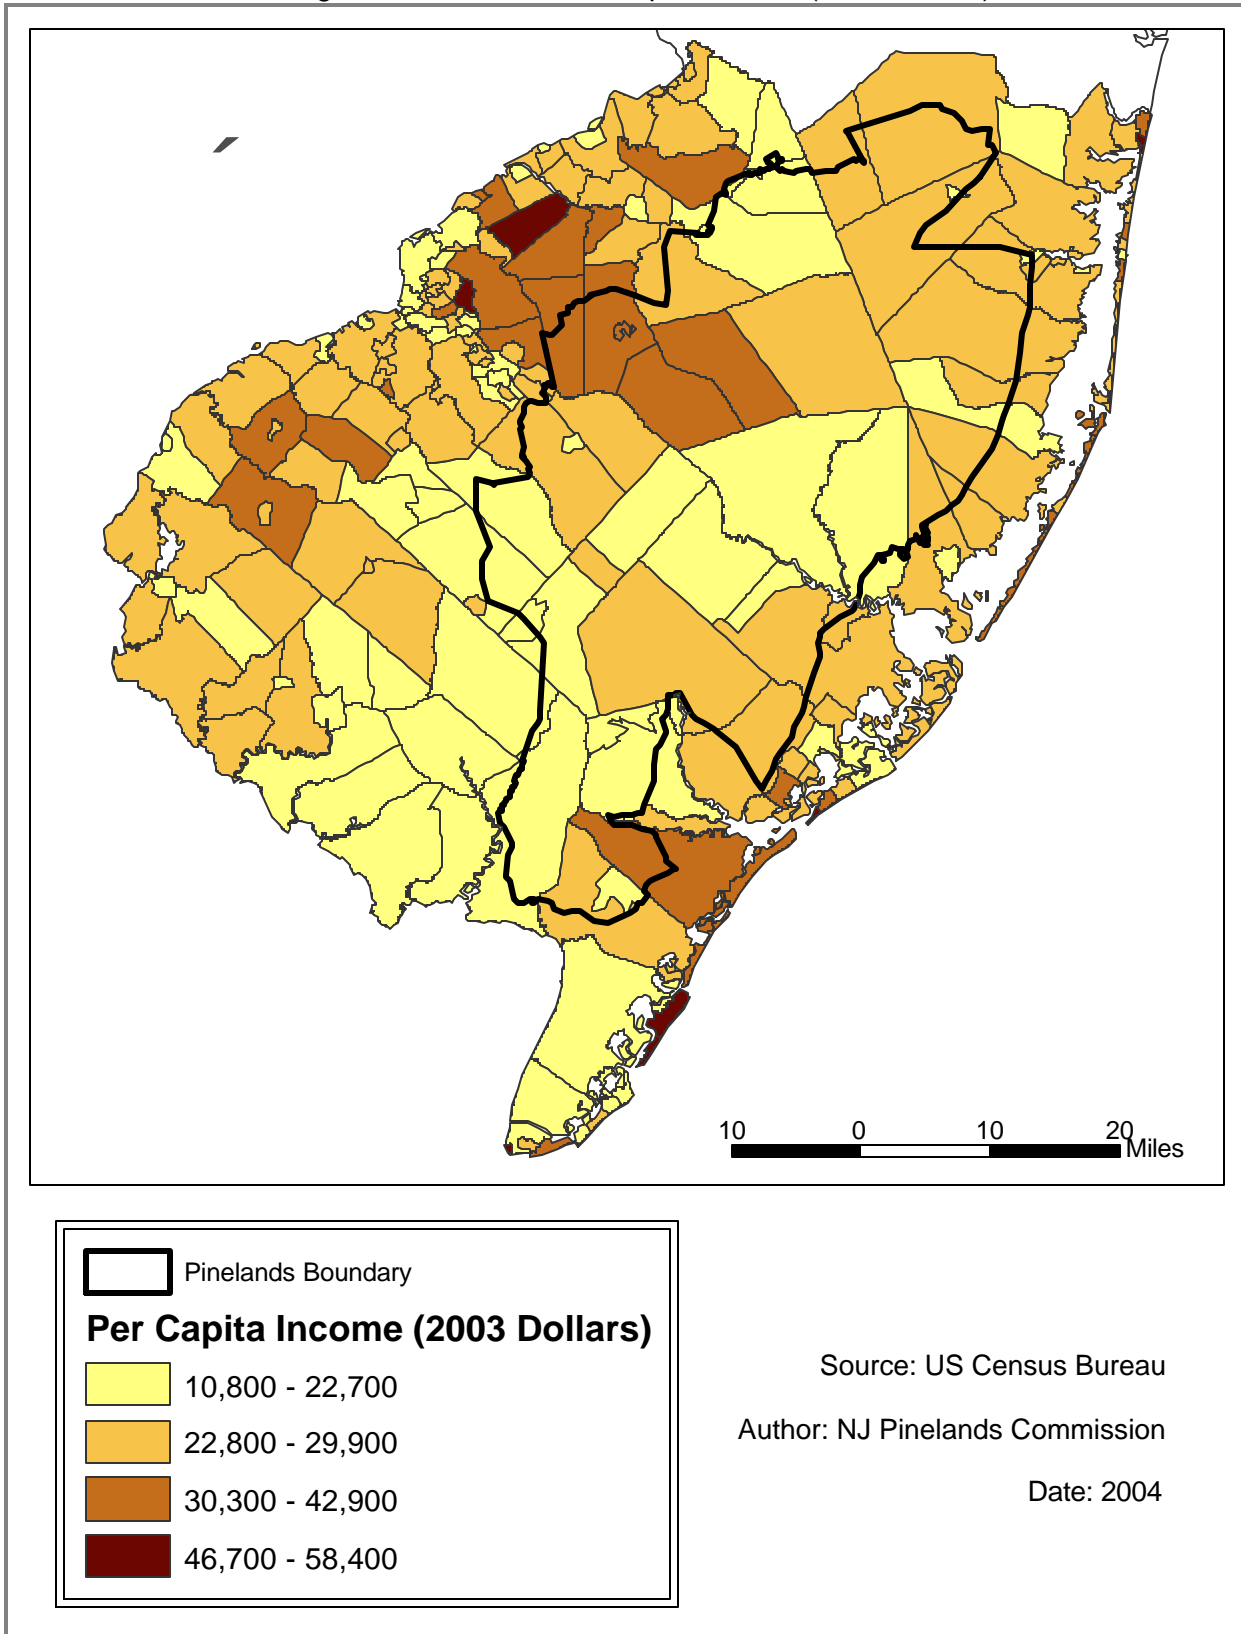 10 0 10 20
Miles
Pinelands Boundary
Per Capita Income (2003 Dollars)
10,800 - 22,700
22,800 - 29,900
30,300 - 42,900
46,700 - 58,400
Source: US Census Bureau
Author: NJ Pinelands Commission
Date: 2004